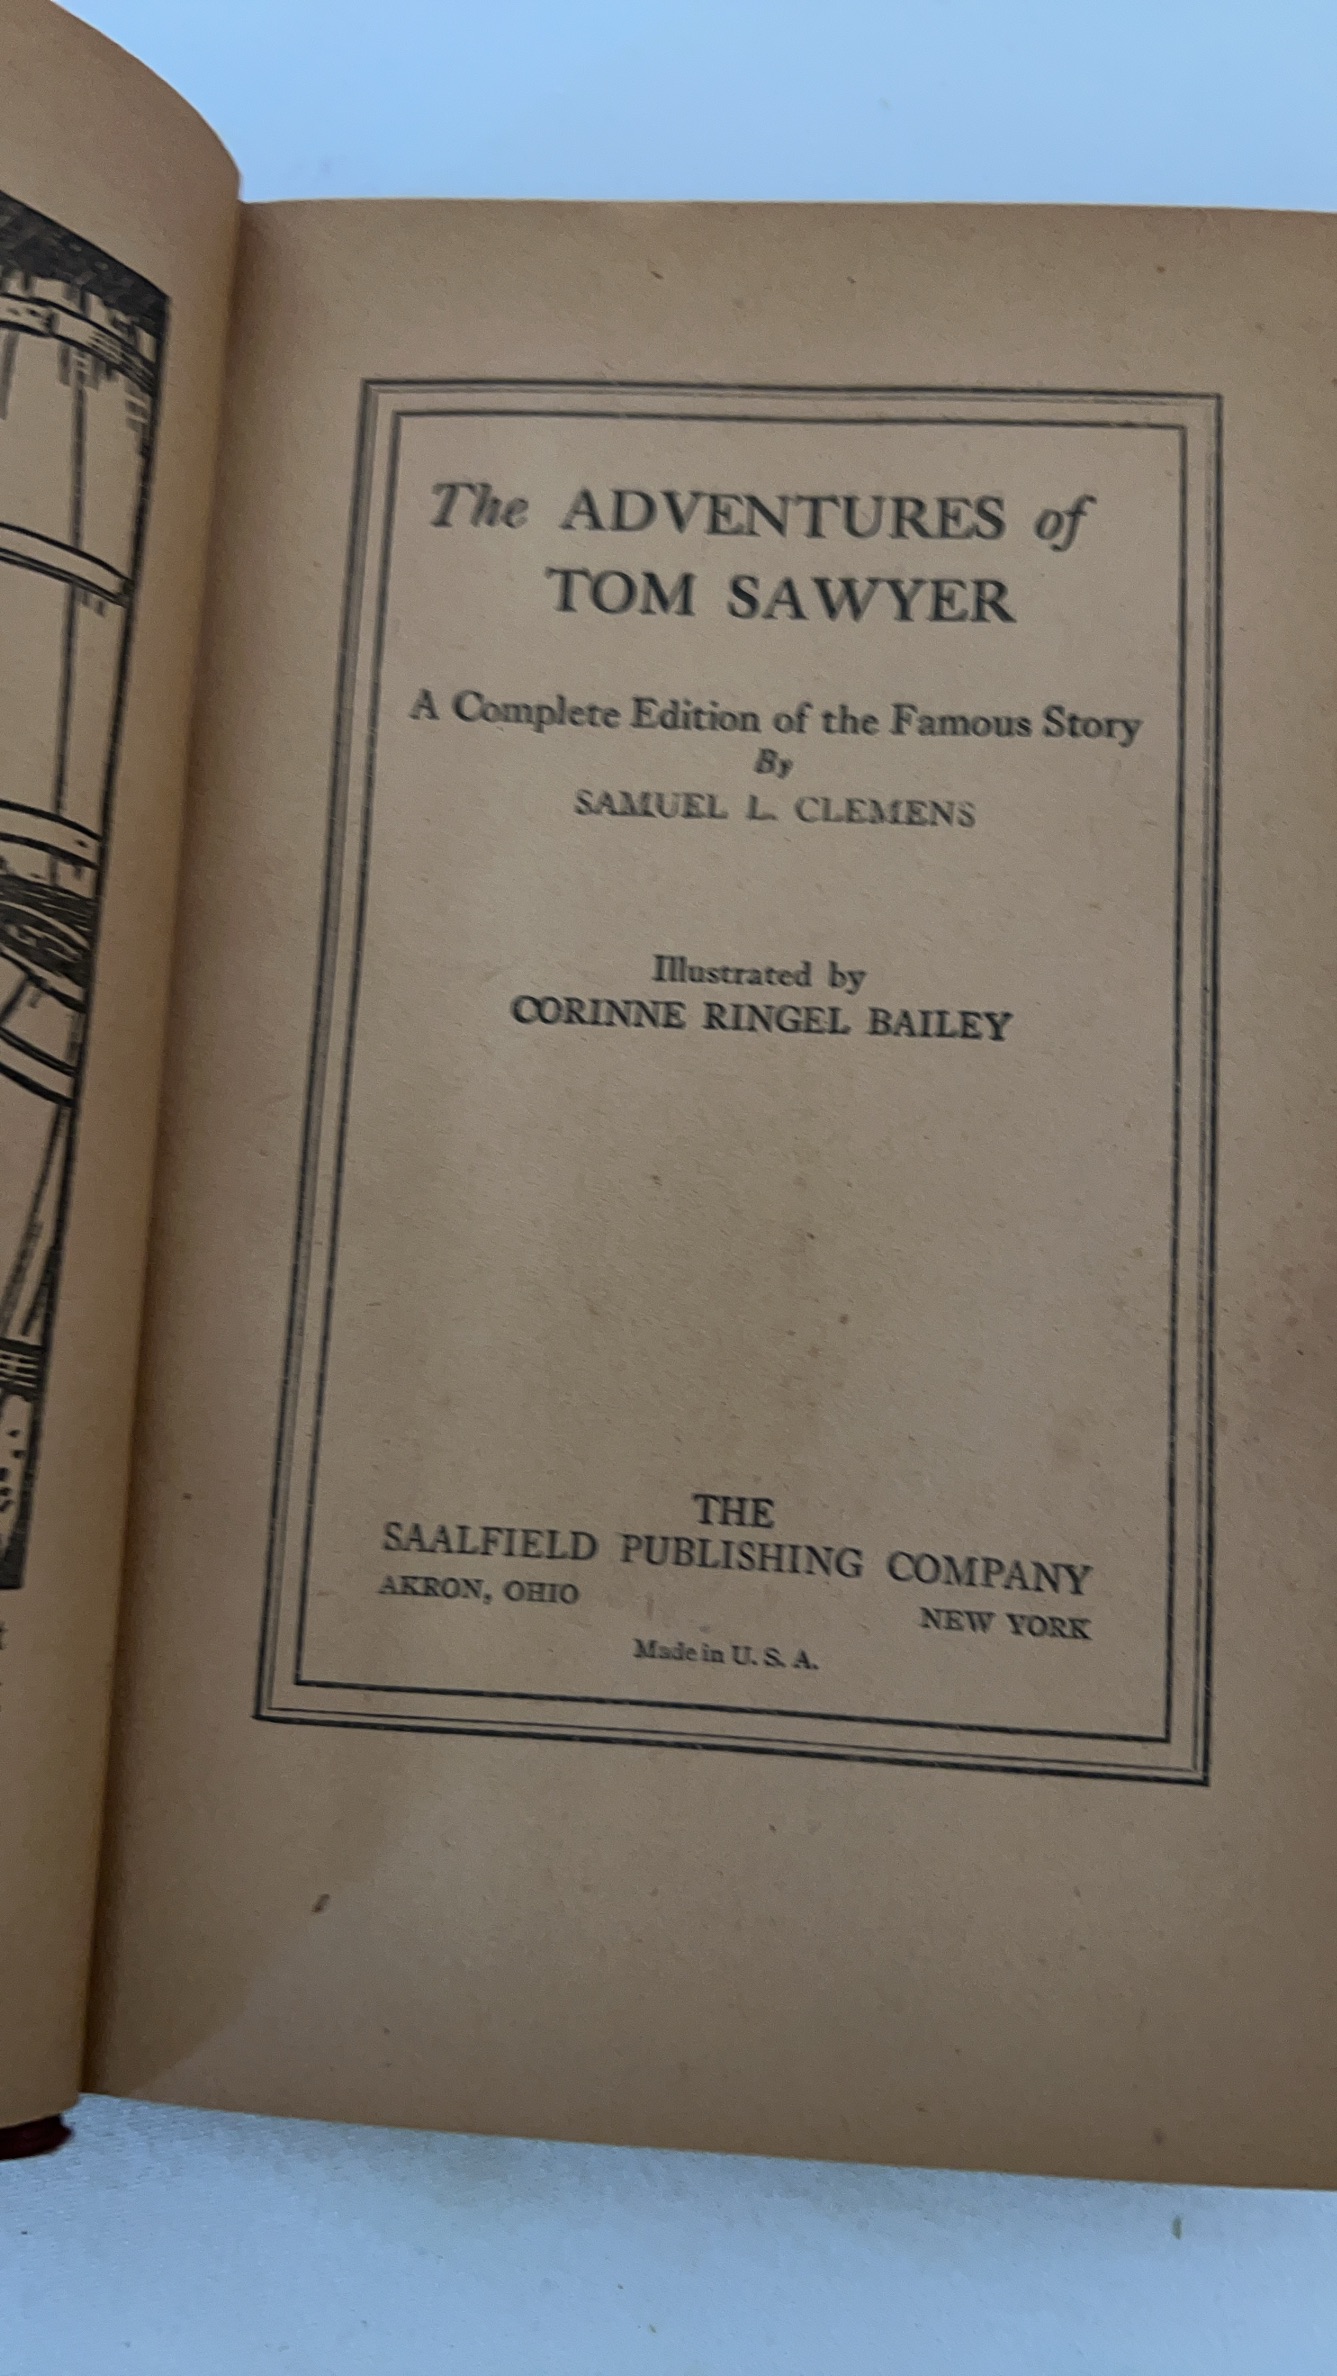 The ADVENTURES of
TOM SAWYER
A Complete Edition of the Famous Story
By
SAMUEL L. CLEMENS
Illustrated by
CORINNE RINGEL BAILEY
THE
SAALFIELD PUBLISHING COMPANY
AKRON, OHIO
NEW YORK
Made in U. S. A.